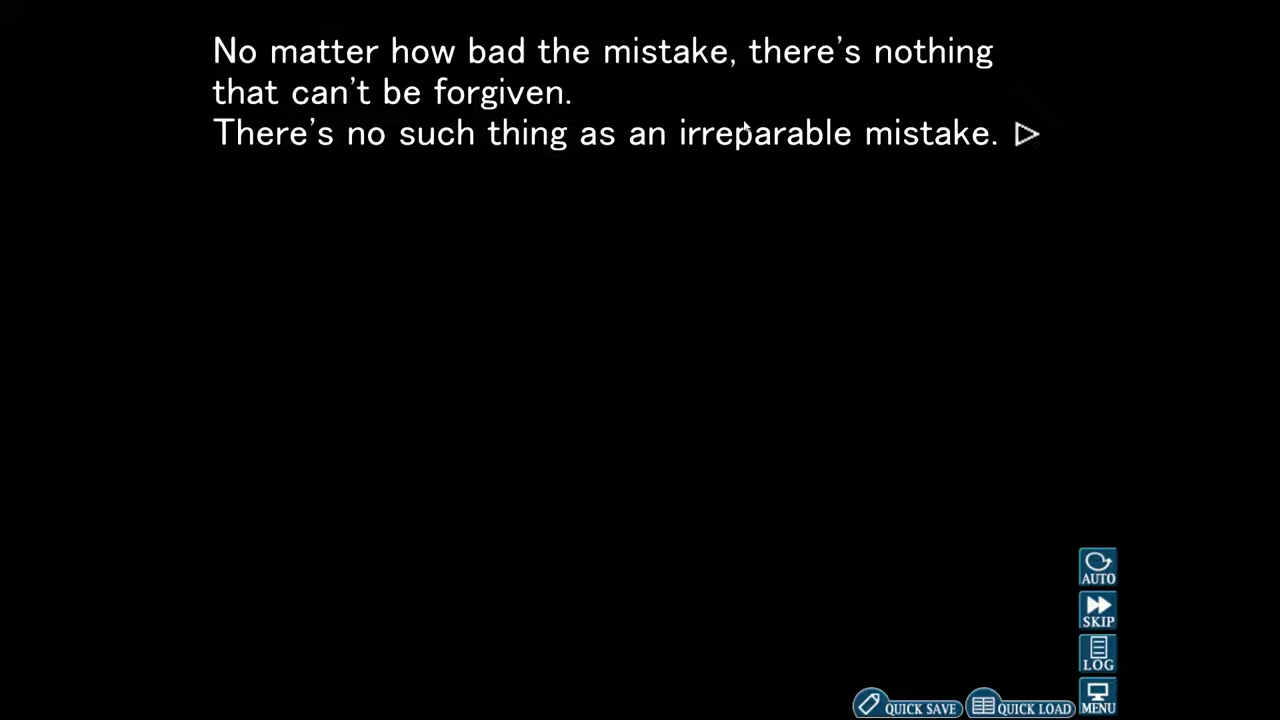 No matter how bad the mistake, there's nothing
that can't be forgiven.
There's no such thing as an irreparable mistake.
AUTO
SKIP
LOG
MENU
QUICK SAVE
QUICK LOAD